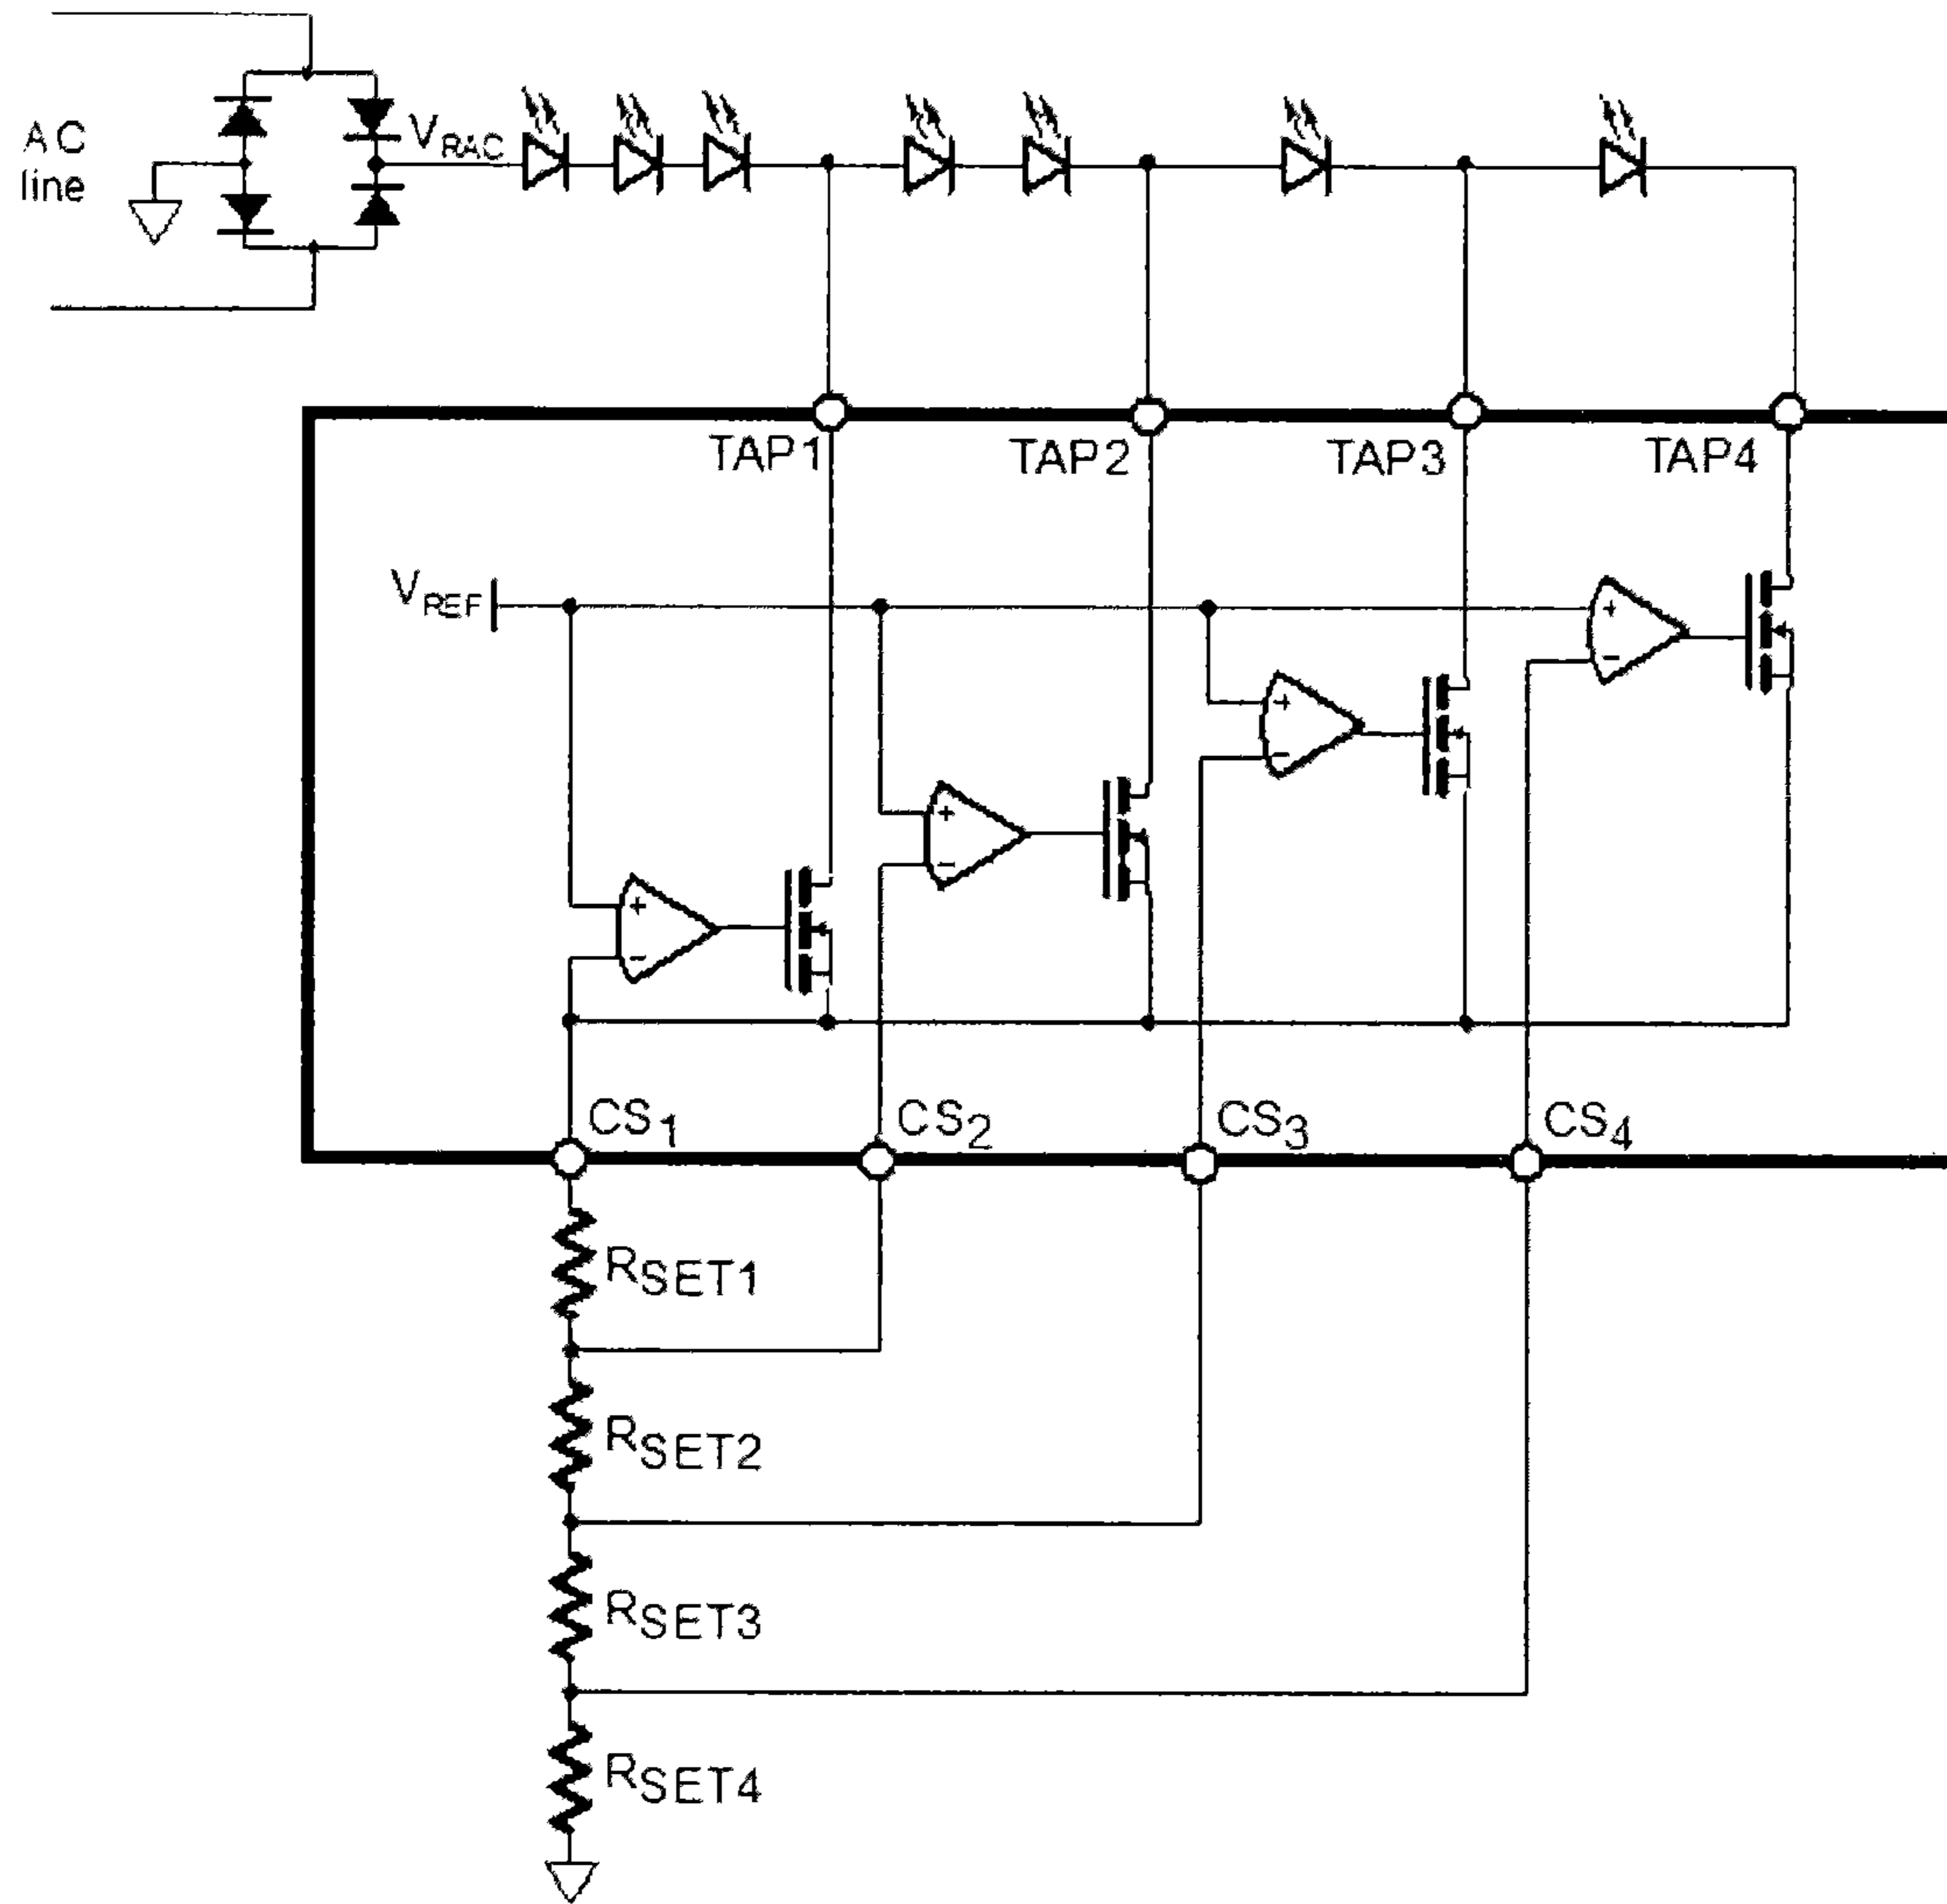 AC
line
VRAC
TAP1
TAP2
TAP3
TAP4
VREF
+
−
+
−
+
−
+
−
CS1
CS2
CS3
CS4
RSET1
RSET2
RSET3
RSET4